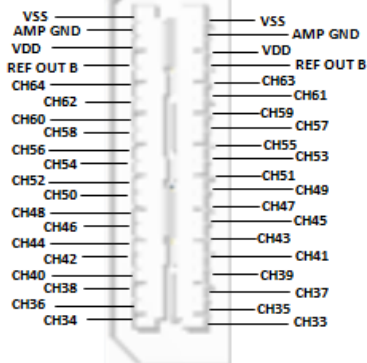 VSS
AMP GND
VDD
REF OUT B
CH64
CH62
CH60
CH58
CH56
CH54
CH52
CH50
CH48
CH46
CH44
CH42
CH40
CH38
CH36
CH34
VSS
AMP GND
VDD
REF OUT B
CH63
CH61
CH59
CH57
CH55
CH53
CH51
CH49
CH47
CH45
CH43
CH41
CH39
CH37
CH35
CH33